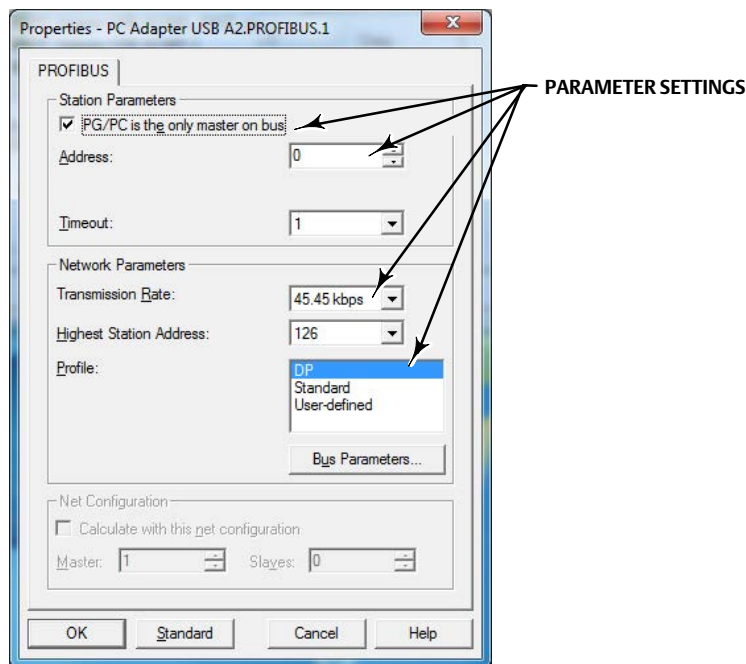 Properties - PC Adapter USB A2.PROFIBUS.1
X
PROFIBUS
PARAMETER SETTINGS
Station Parameters
PG/PC is the only master on bus
Address: 0
Timeout: 1
Network Parameters
Transmission Rate: 45.45 kbps
Highest Station Address: 126
Profile: DP
Standard
User-defined
Bus Parameters...
Net Configuration
Calculate with this net configuration
Master: 1 Slaves: 0
OK Standard Cancel Help